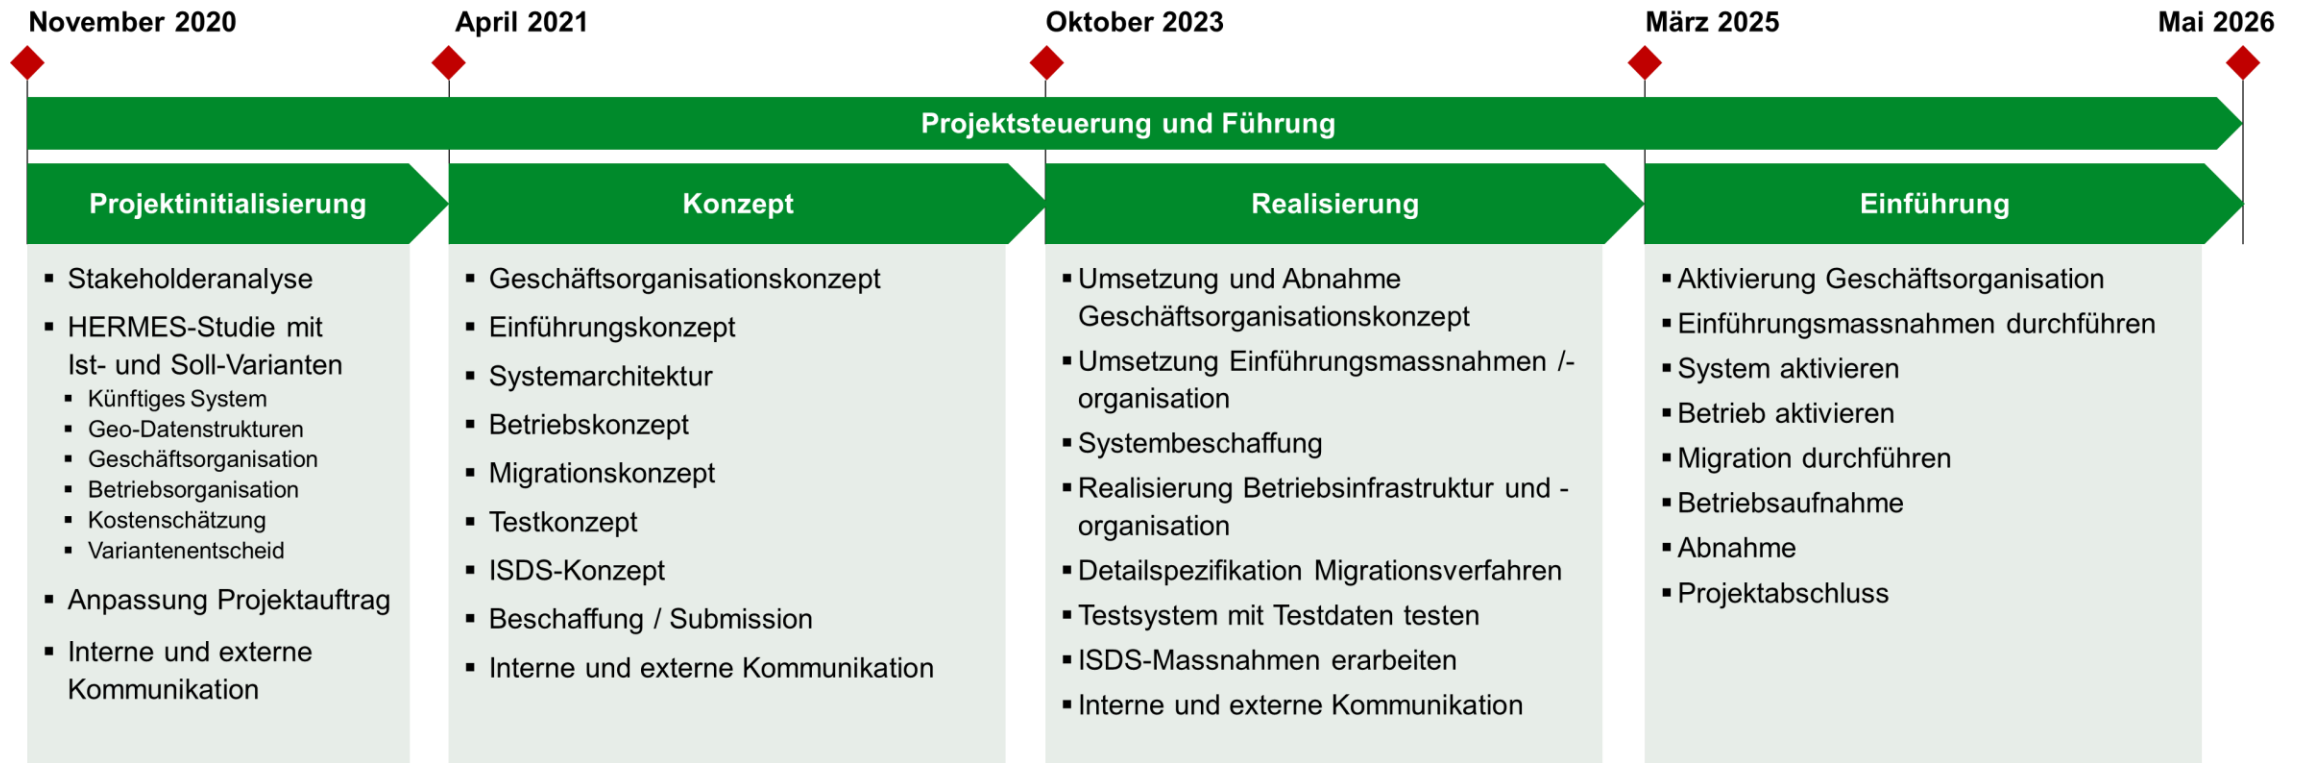 November 2020
April 2021
Oktober 2023
März 2025
Mai 2026
Projektsteuerung und Führung
Projektinitialisierung
Konzept
Realisierung
Einführung
▪ Stakeholderanalyse
▪ HERMES-Studie mit
Ist- und Soll-Varianten
▪ Künftiges System
▪ Geo-Datenstrukturen
▪ Geschäftsorganisation
▪ Betriebsorganisation
▪ Kostenschätzung
▪ Variantenentscheid
▪ Anpassung Projektauftrag
▪ Interne und externe
Kommunikation
▪ Geschäftsorganisationskonzept
▪ Einführungskonzept
▪ Systemarchitektur
▪ Betriebskonzept
▪ Migrationskonzept
▪ Testkonzept
▪ ISDS-Konzept
▪ Beschaffung / Submission
▪ Interne und externe Kommunikation
▪ Umsetzung und Abnahme
Geschäftsorganisationskonzept
▪ Umsetzung Einführungsmassnahmen /-
organisation
▪ Systembeschaffung
▪ Realisierung Betriebsinfrastruktur und -
organisation
▪ Detailspezifikation Migrationsverfahren
▪ Testsystem mit Testdaten testen
▪ ISDS-Massnahmen erarbeiten
▪ Interne und externe Kommunikation
▪ Aktivierung Geschäftsorganisation
▪ Einführungsmassnahmen durchführen
▪ System aktivieren
▪ Betrieb aktivieren
▪ Migration durchführen
▪ Betriebsaufnahme
▪ Abnahme
▪ Projektabschluss